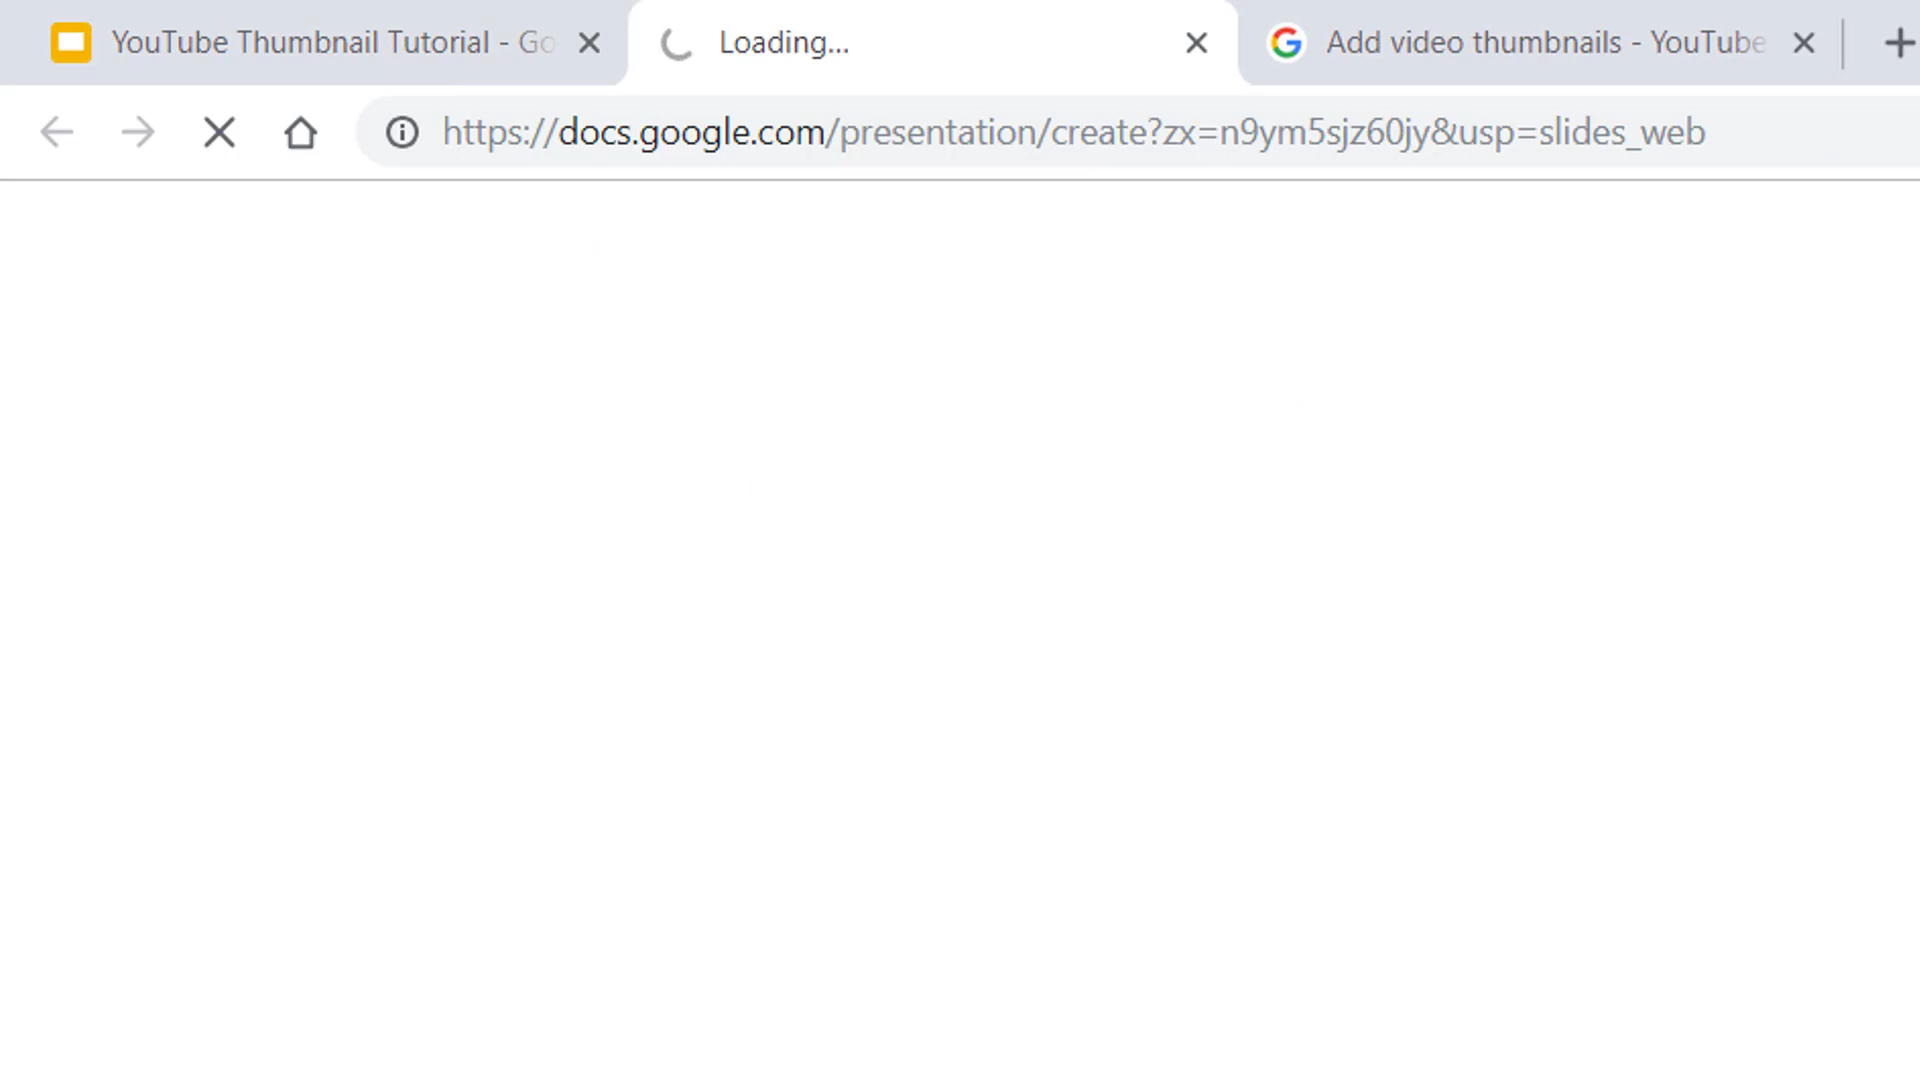 YouTube Thumbnail Tutorial - Go
Loading...
Add video thumbnails - YouTube
https://docs.google.com/presentation/create?zx=n9ym5sjz60jy&usp=slides_web